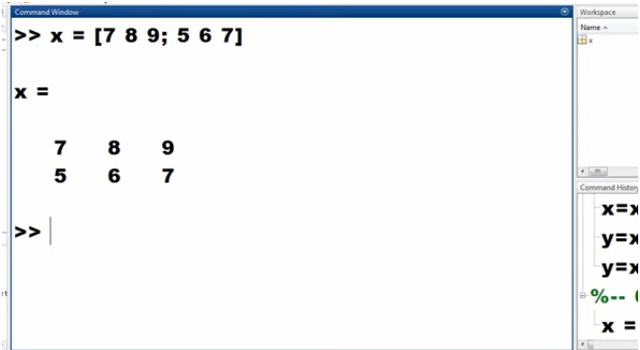 Command Window
>> x = [7 8 9; 5 6 7]
x =
7 8 9
5 6 7
>>
Workspace
Name
x
Command History
x=x
y=x
y=x
%--
x =